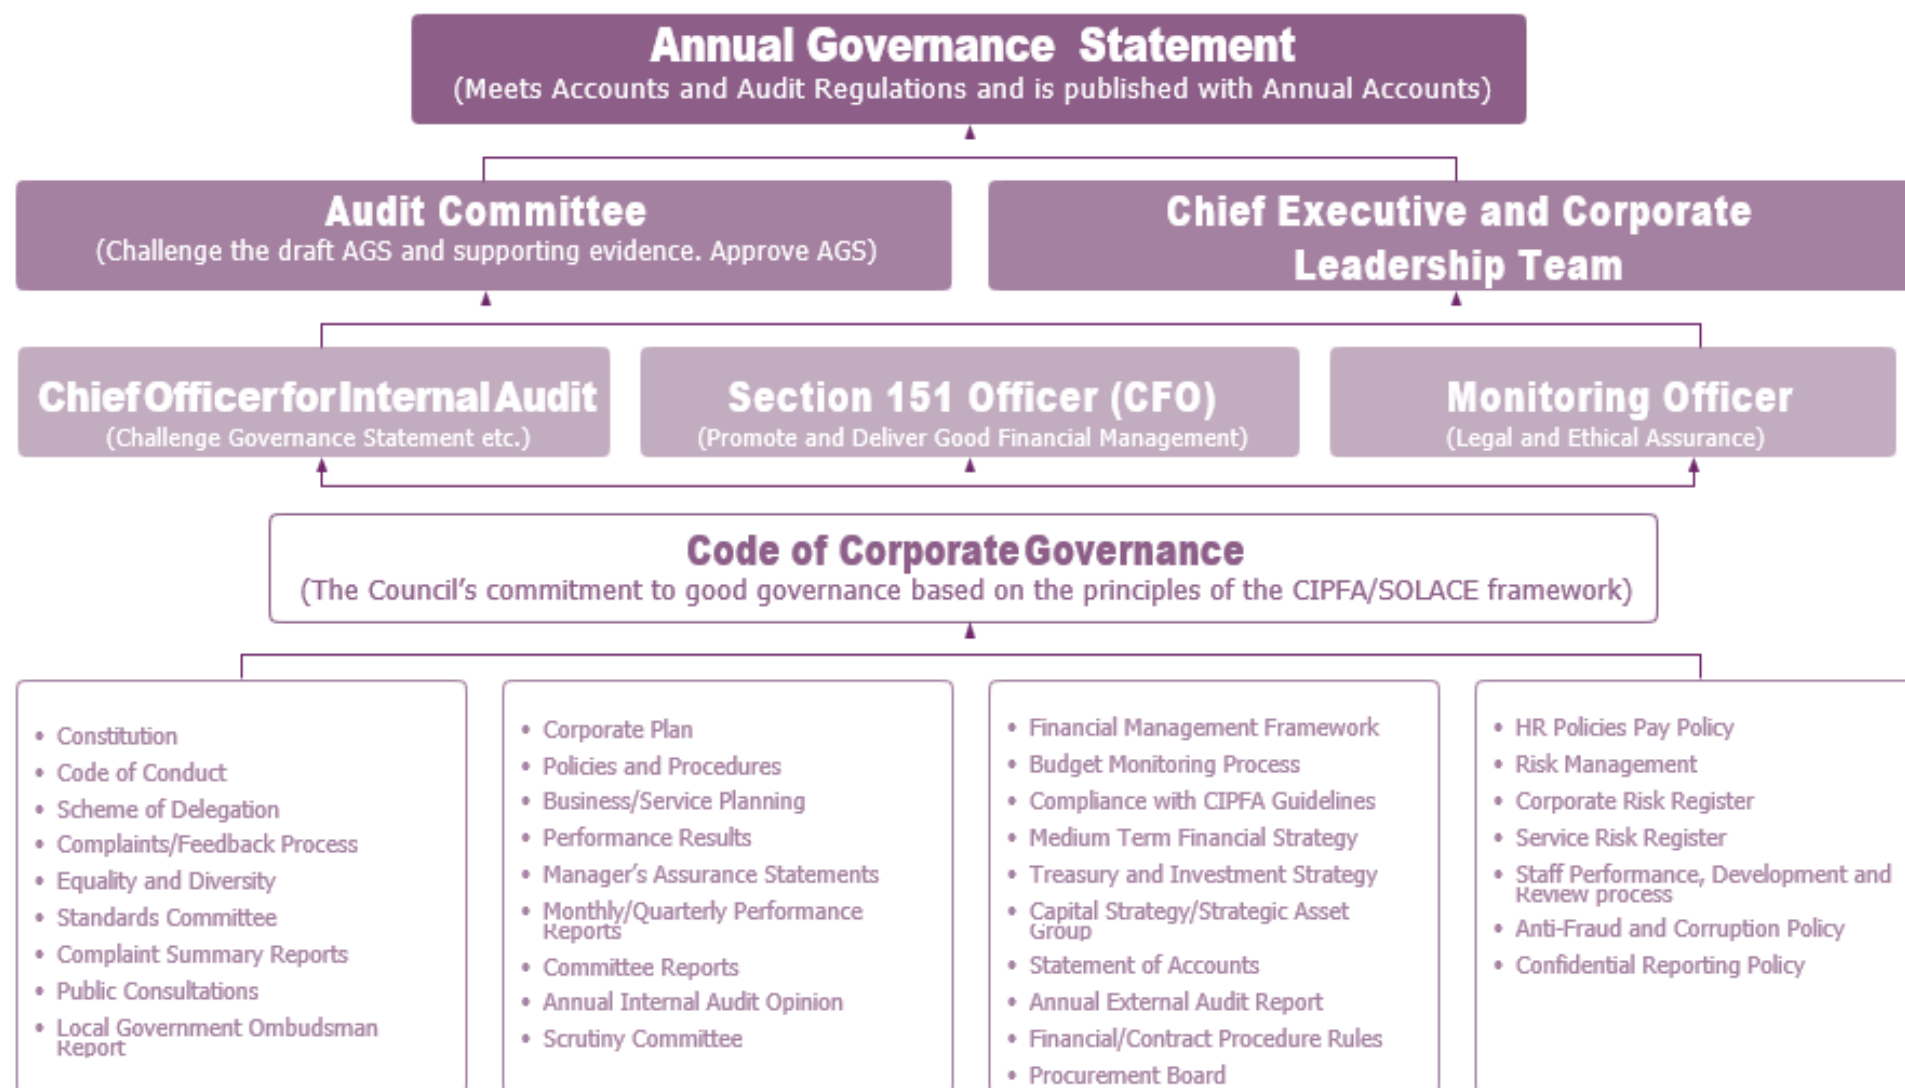 Annual Governance Statement
(Meets Accounts and Audit Regulations and is published with Annual Accounts)
Audit Committee
(Challenge the draft AGS and supporting evidence. Approve AGS)
Chief Executive and Corporate
Leadership Team
Chief Officer for Internal Audit
(Challenge Governance Statement etc.)
Section 151 Officer (CFO)
(Promote and Deliver Good Financial Management)
Monitoring Officer
(Legal and Ethical Assurance)
Code of Corporate Governance
(The Council's commitment to good governance based on the principles of the CIPFA/SOLACE framework)
• Constitution
• Code of Conduct
• Scheme of Delegation
• Complaints/Feedback Process
• Equality and Diversity
• Standards Committee
• Complaint Summary Reports
• Public Consultations
• Local Government Ombudsman
Report
• Corporate Plan
• Policies and Procedures
• Business/Service Planning
• Performance Results
• Manager's Assurance Statements
• Monthly/Quarterly Performance
Reports
• Committee Reports
• Annual Internal Audit Opinion
• Scrutiny Committee
• Financial Management Framework
• Budget Monitoring Process
• Compliance with CIPFA Guidelines
• Medium Term Financial Strategy
• Treasury and Investment Strategy
• Capital Strategy/Strategic Asset
Group
• Statement of Accounts
• Annual External Audit Report
• Financial/Contract Procedure Rules
• Procurement Board
• HR Policies Pay Policy
• Risk Management
• Corporate Risk Register
• Service Risk Register
• Staff Performance, Development and
Review process
• Anti-Fraud and Corruption Policy
• Confidential Reporting Policy